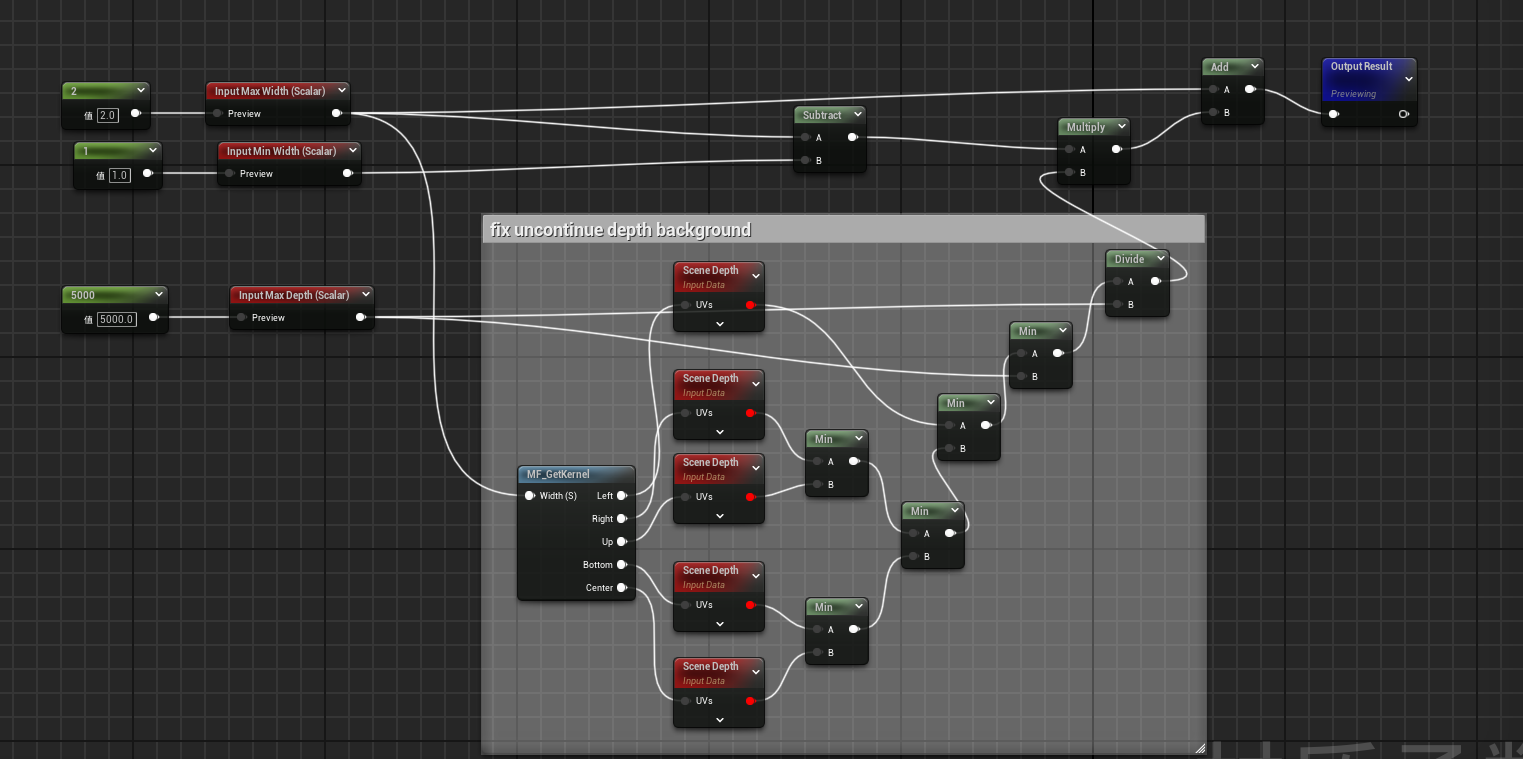 2
值 2.0
Input Max Width (Scalar)
Preview
1
值 1.0
Input Min Width (Scalar)
Preview
Subtract
A
B
Multiply
A
B
Add
A
B
Output Result
Previewing
5000
值 5000.0
Input Max Depth (Scalar)
Preview
fix uncontinue depth background
Scene Depth
Input Data
UVs
Divide
A
B
Min
A
B
Scene Depth
Input Data
UVs
Min
A
B
Scene Depth
Input Data
UVs
Min
A
B
MF_GetKernel
Width (S) Left
Right
Up
Bottom
Center
Min
A
B
Scene Depth
Input Data
UVs
Min
A
B
Scene Depth
Input Data
UVs